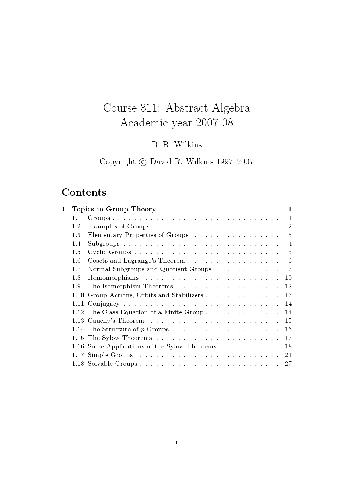 Course 311: Abstract Algebra
Academic year 2007-08
D. R. Wilkins
Copyright © David R. Wilkins 1997–2007
Contents
1 Topics in Group Theory 1
1.1 Groups . . . . . . . . . . . . . . . . 1
1.2 Examples of Groups . . . . . . . . . . . . . . . . 2
1.3 Elementary Properties of Groups . . . . . . . . . . . . . . . . 3
1.4 Subgroups . . . . . . . . . . . . . . . . 4
1.5 Cyclic Groups . . . . . . . . . . . . . . . . 5
1.6 Cosets and Lagrange's Theorem . . . . . . . . . . . . . . . .
1.7 Normal Subgroups and Quotient Groups . . . . . . . . . . . . . . . .
1.8 Homomorphisms . . . . . . . . . . . . . . . . 10
1.9 The Isomorphism Theorems . . . . . . . . . . . . . . . . 12
1.10 Group Actions, Orbits and Stabilizers . . . . . . . . . . . . . . . . 13
1.11 Conjugacy . . . . . . . . . . . . . . . . 14
1.12 The Class Equation of a Finite Group . . . . . . . . . . . . . . . . 14
1.13 Cauchy's Theorem . . . . . . . . . . . . . . . . 15
1.14 The Structure of p-Groups . . . . . . . . . . . . . . . . 16
1.15 The Sylow Theorems . . . . . . . . . . . . . . . . 17
1.16 Some Applications of the Sylow Theorems . . . . . . . . . . . . . . . . 18
1.17 Simple Groups . . . . . . . . . . . . . . . . 21
1.18 Solvable Groups . . . . . . . . . . . . . . . . 27